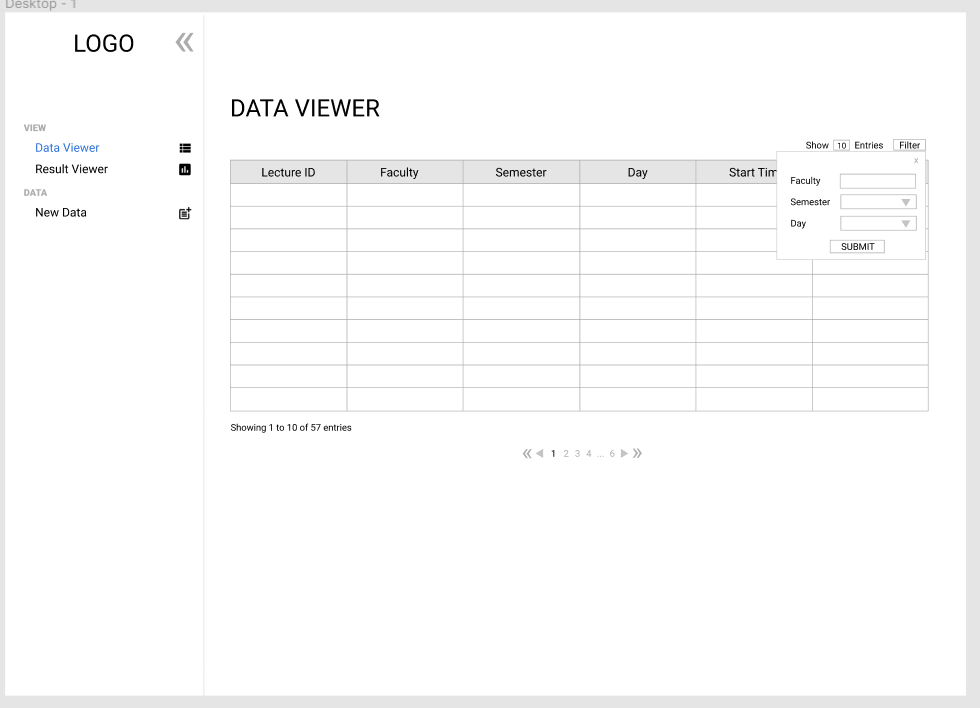 Desktop - 1
LOGO
VIEW
Data Viewer
Result Viewer
DATA
New Data
DATA VIEWER
Show 10 Entries Filter
x
Lecture ID Faculty Semester Day Start Tim
Faculty
Semester
Day
SUBMIT
Showing 1 to 10 of 57 entries
1 2 3 4 ... 6